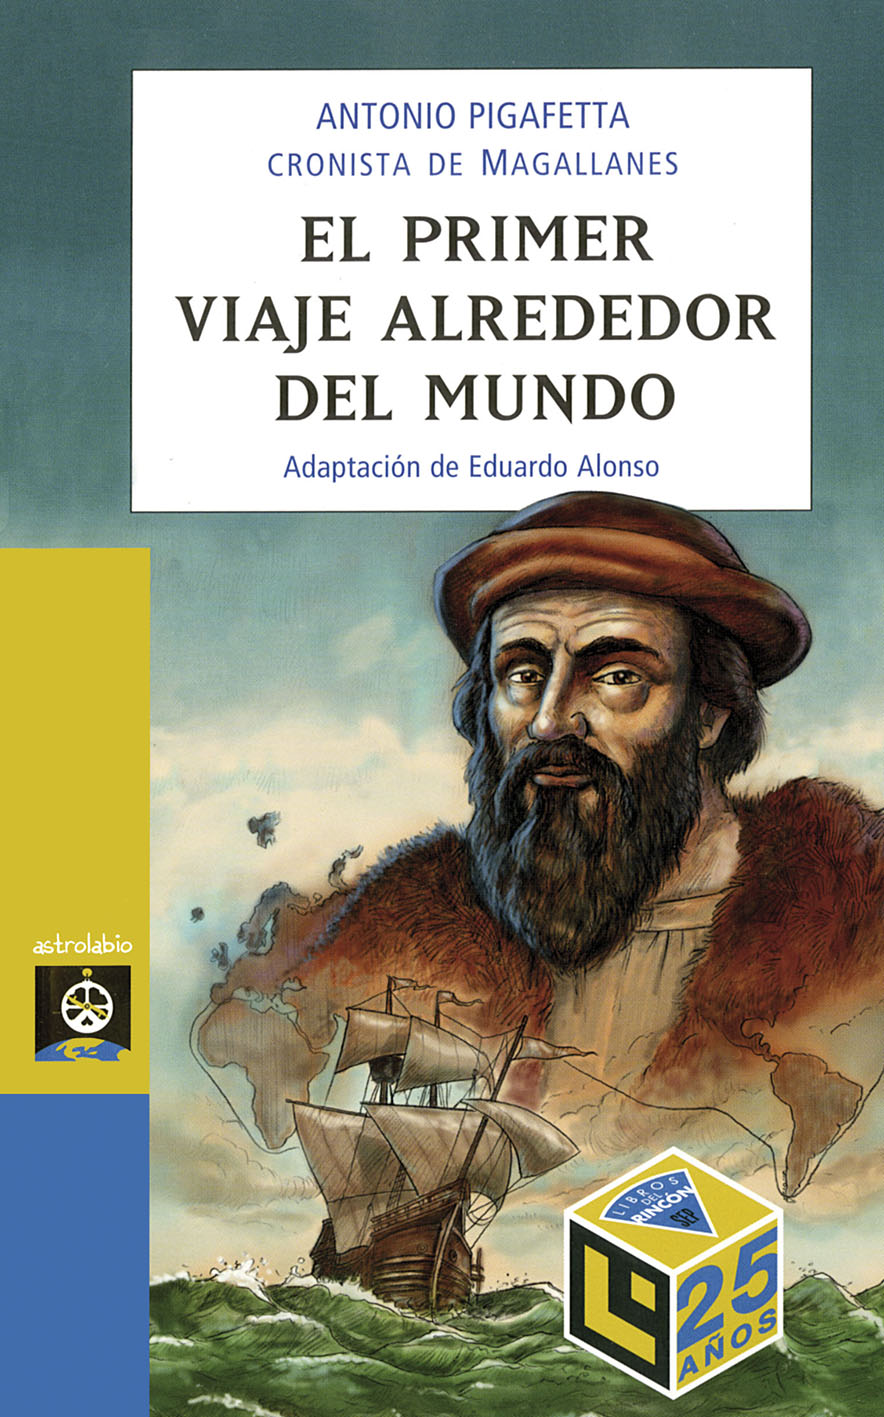 ANTONIO PIGAFETTA
CRONISTA DE MAGALLANES
EL PRIMER
VIAJE ALREDEDOR
DEL MUNDO
Adaptación de Eduardo Alonso
astrolabio
LIBROS
DEL
RINCÓN
SEP
25
AÑOS